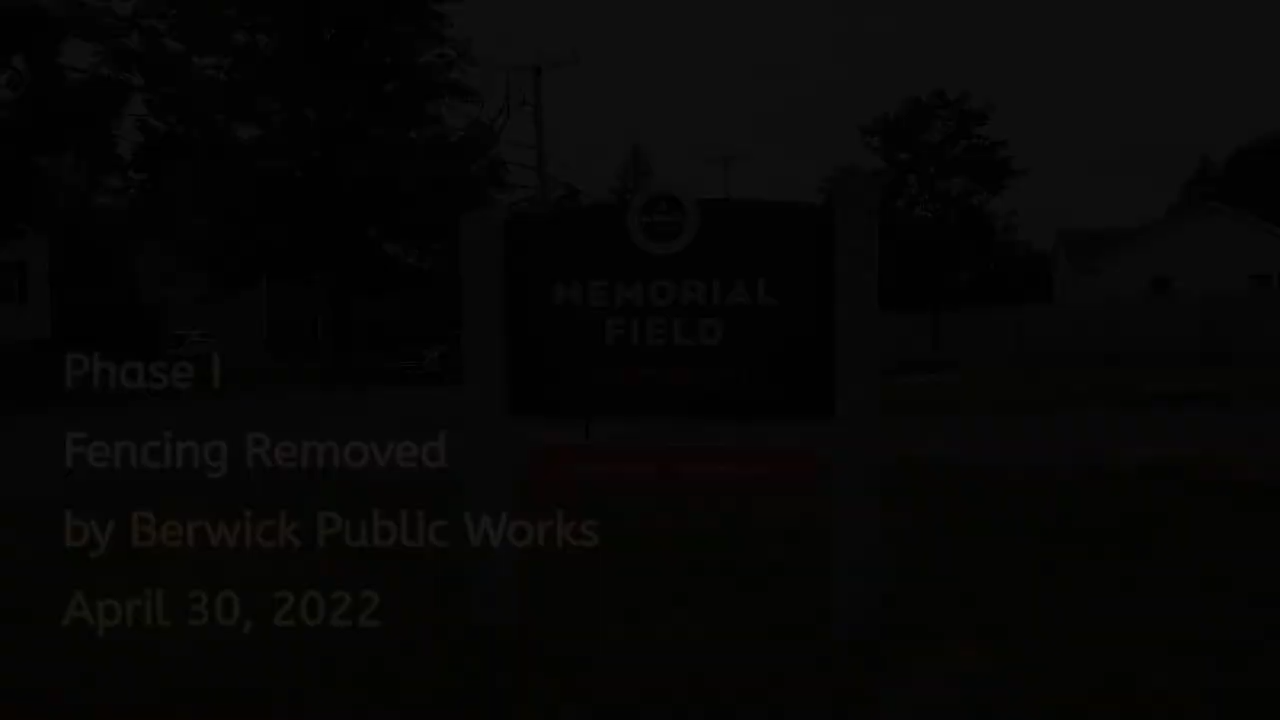 MEMORIAL
FIELD
Phase I
Fencing Removed
by Berwick Public Works
April 30, 2022